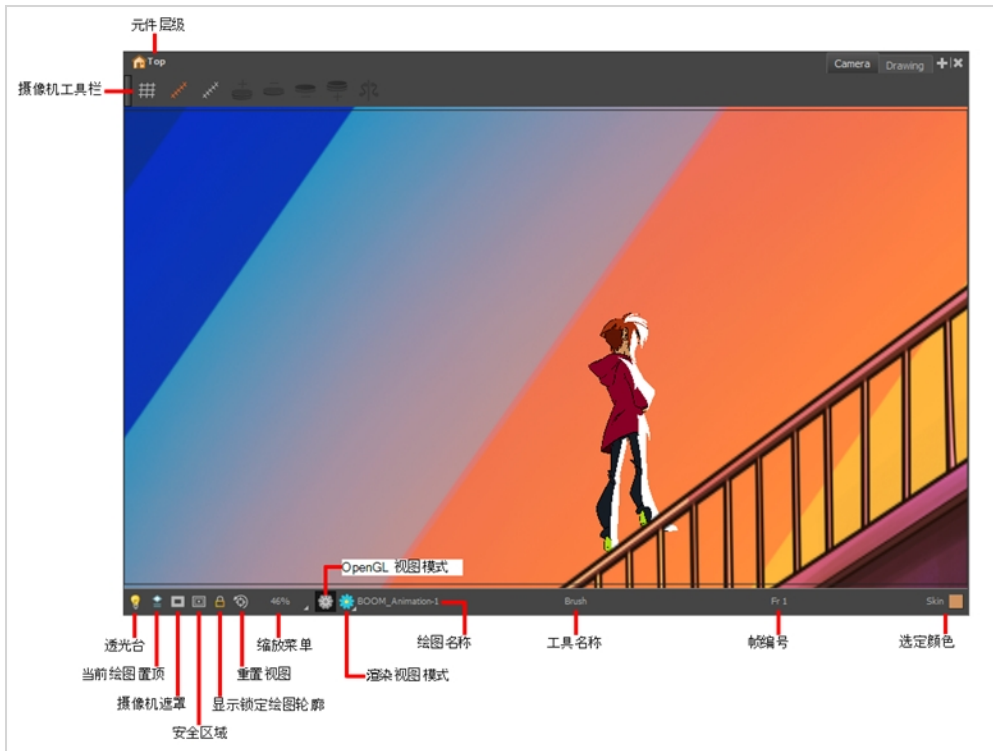 元件层级
Top
Camera
Drawing
摄像机工具栏
OpenGL 视图模式
46%
BOOM_Animation-1
Brush
Fr 1
Skin
透光台
缩放菜单
绘图名称
工具名称
帧编号
选定颜色
当前绘图置顶
重置视图
渲染视图模式
摄像机遮罩
显示锁定绘图轮廓
安全区域